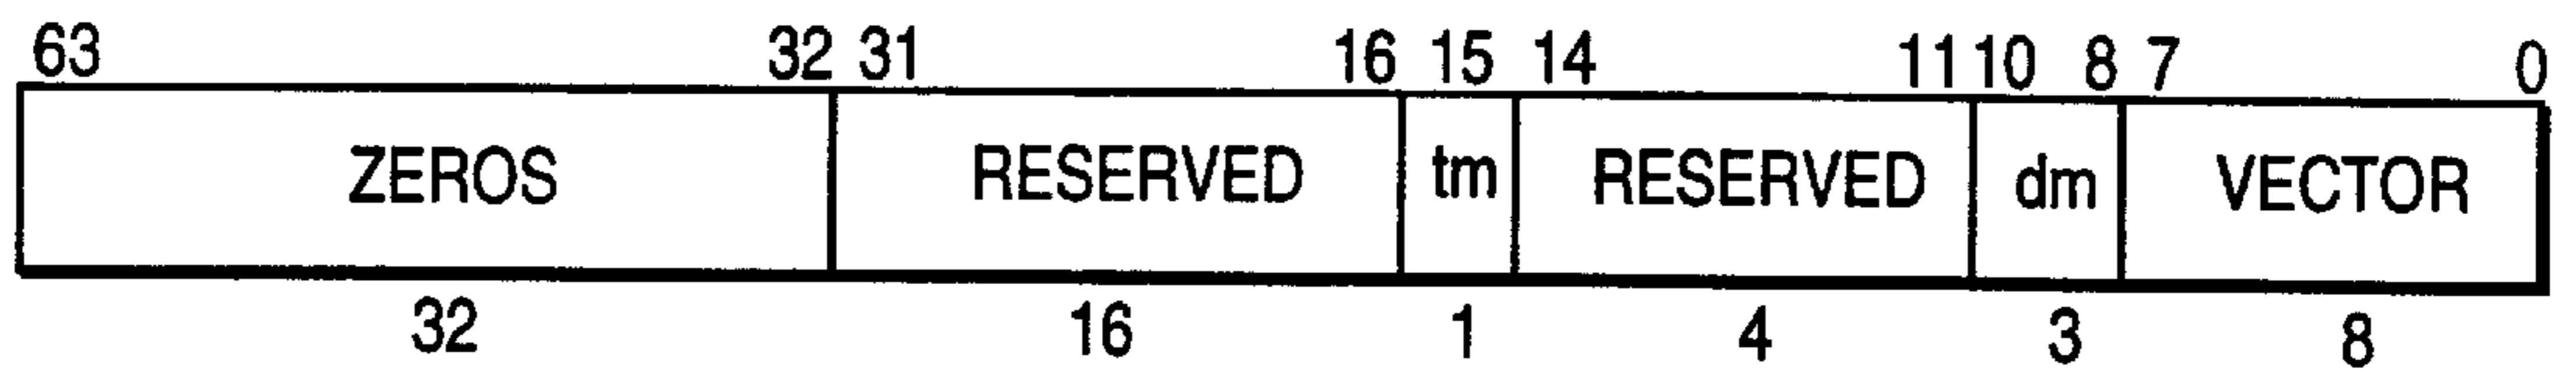 63 32 31 16 15 14 11 10 8 7 0
ZEROS RESERVED tm RESERVED dm VECTOR
32 16 1 4 3 8